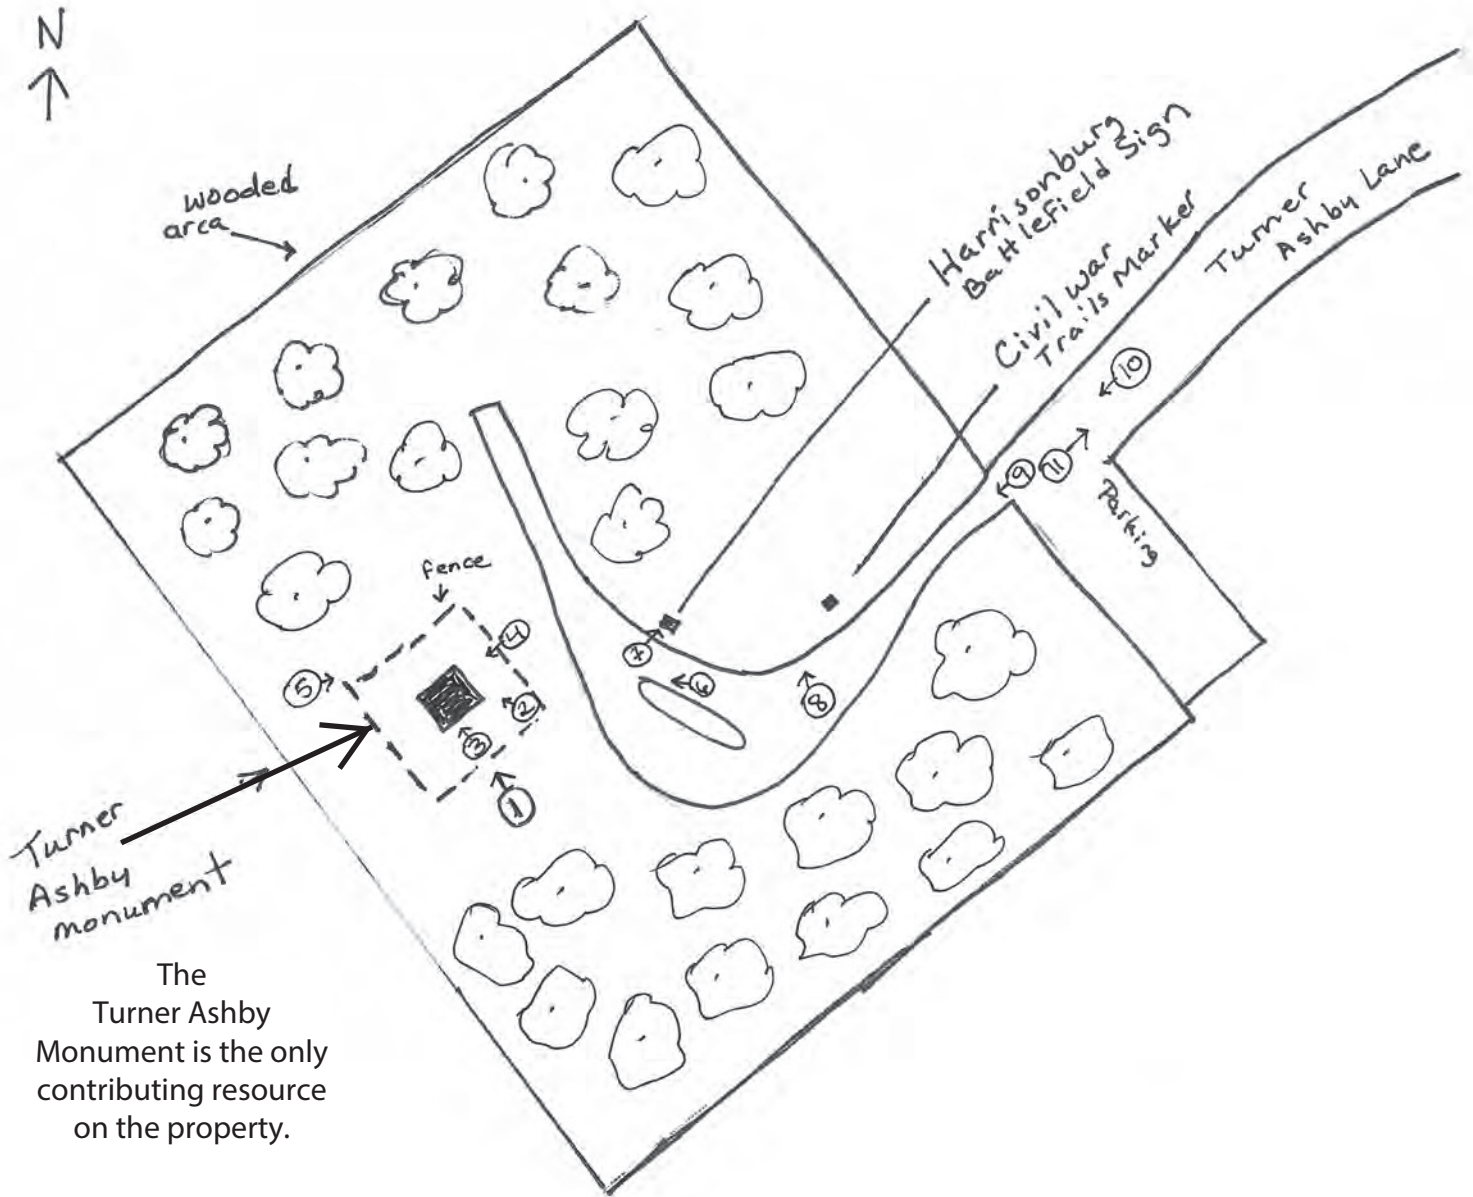 N
wooded
area
Harrisonburg
Battlefield Sign
Civil War
Trails Marker
Turner
Ashby Lane
10
9
11
Parking
fence
4
7
5
6
2
8
3
1
Turner
Ashby
monument
The
Turner Ashby
Monument is the only
contributing resource
on the property.